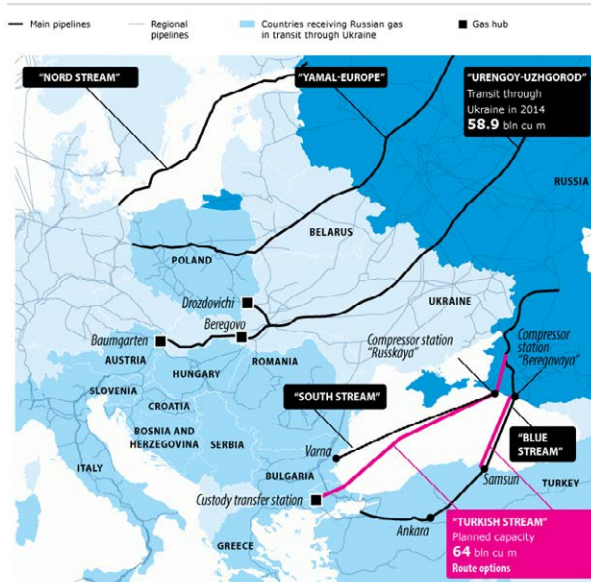 Main pipelines
Regional
pipelines
Countries receiving Russian gas
in transit through Ukraine
Gas hub
"NORD STREAM"
"YAMAL-EUROPE"
"URENGOY-UZHGOROD"
Transit through
Ukraine in 2014
58.9 bln cu m
RUSSIA
BELARUS
POLAND
Drozdovichi
UKRAINE
Beregovo
Baumgarten
Compressor station
"Russkaya"
Compressor
station
"Beregovaya"
AUSTRIA
ROMANIA
HUNGARY
SLOVENIA
"SOUTH STREAM"
CROATIA
BOSNIA AND
HERZEGOVINA
SERBIA
"BLUE
STREAM"
Varna
ITALY
BULGARIA
Samsun
TURKEY
Custody transfer station
Ankara
"TURKISH STREAM"
Planned capacity
64 bln cu m
Route options
GREECE